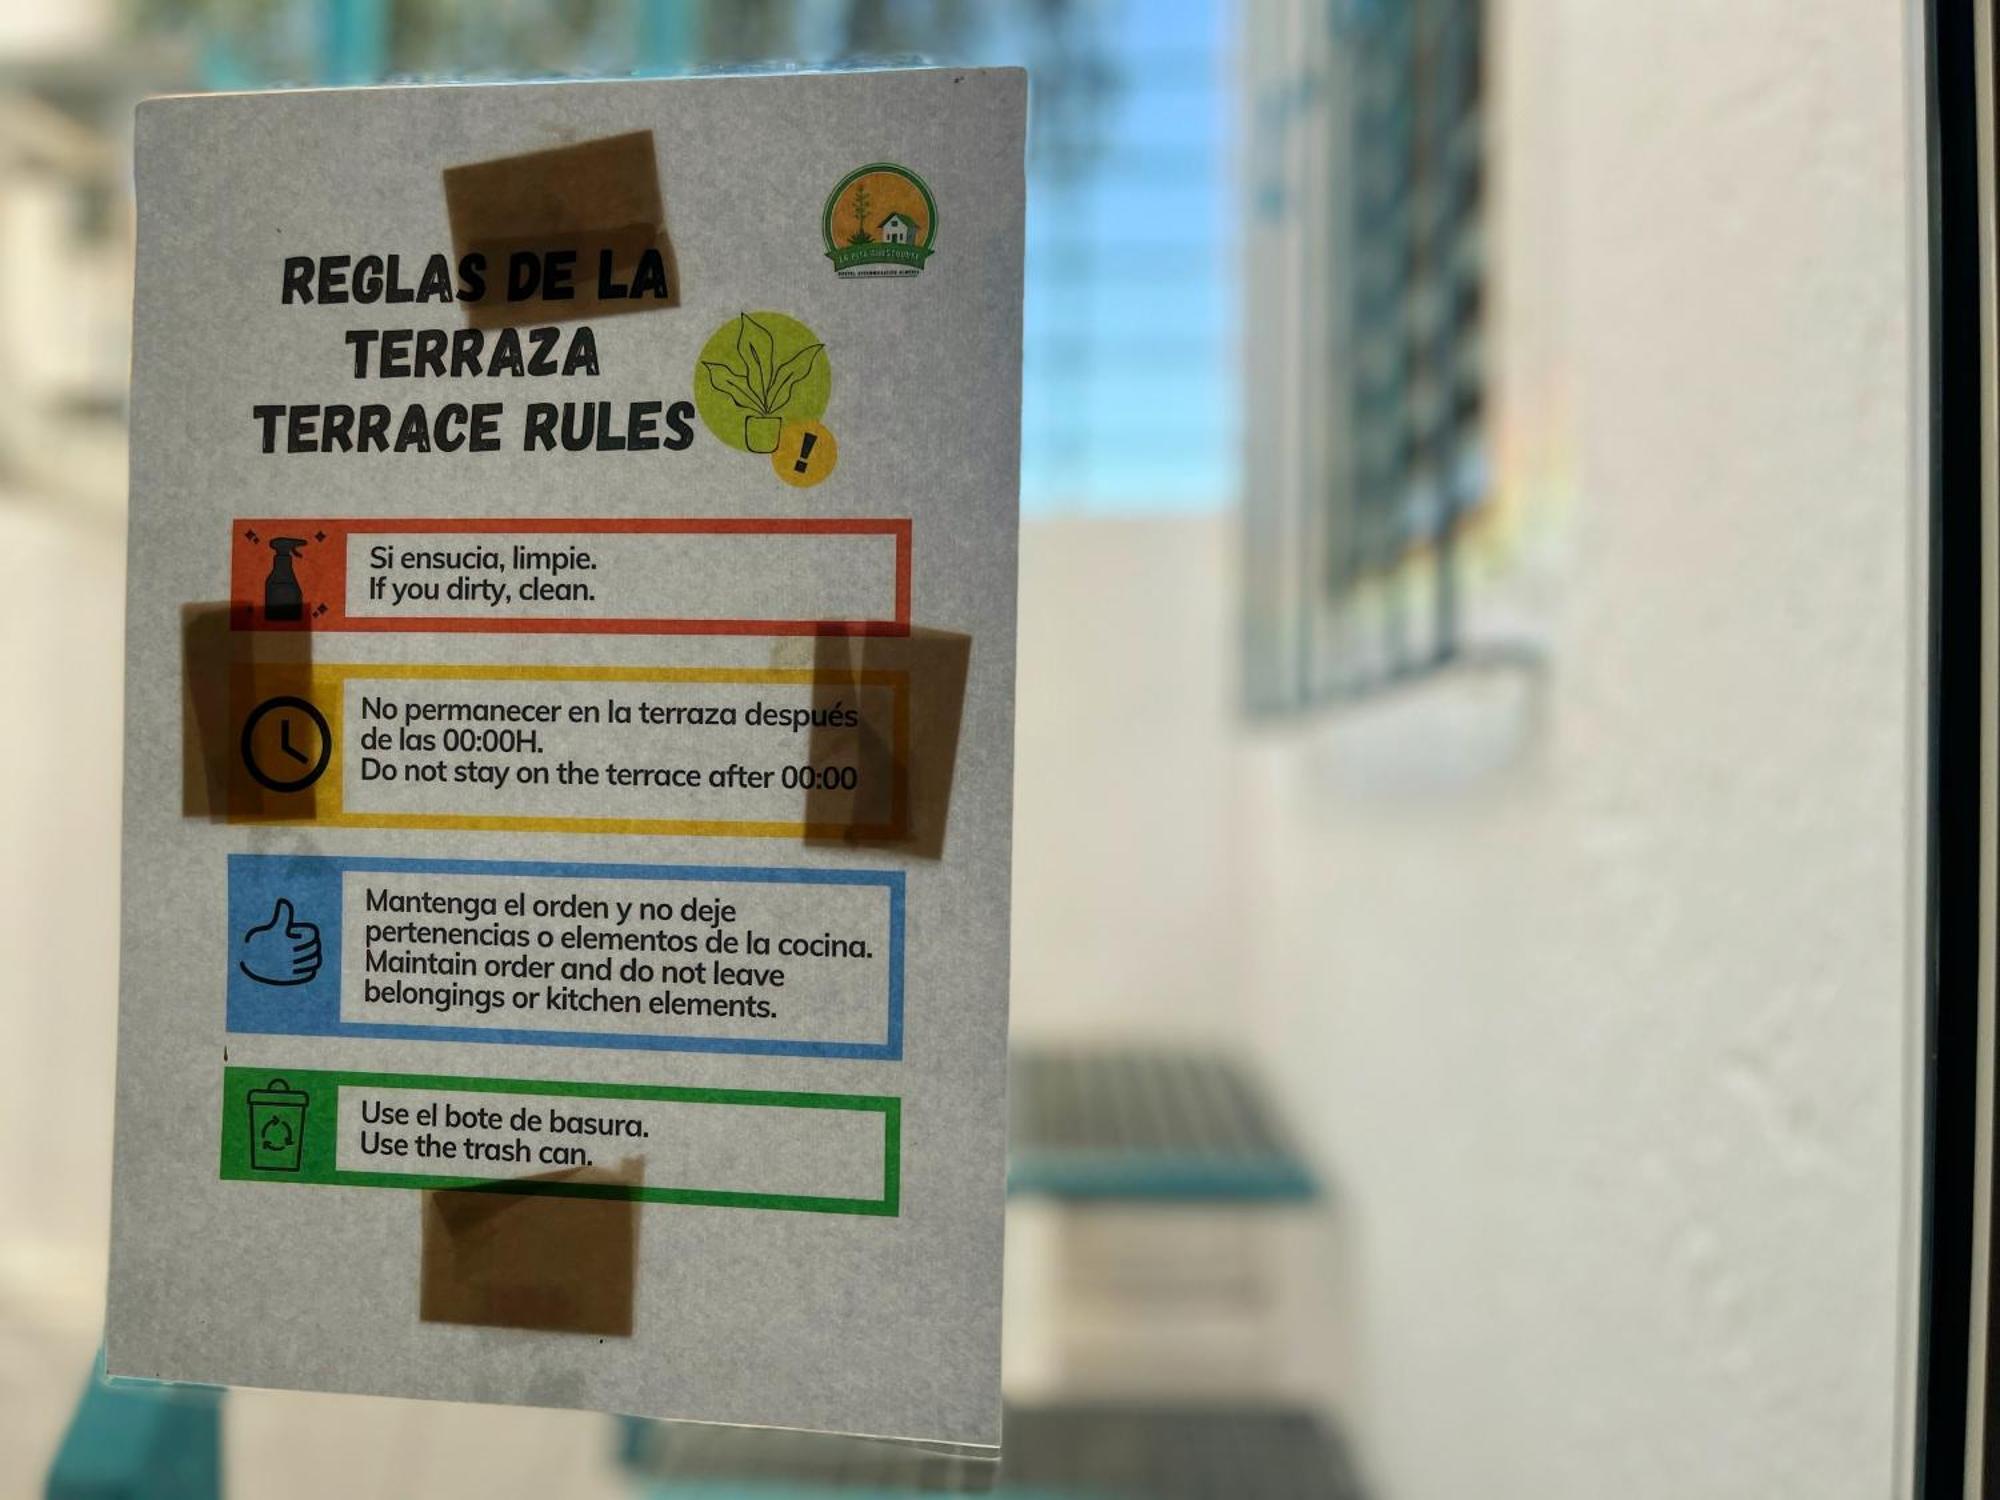 REGLAS DE LA
TERRAZA
TERRACE RULES
LA PITA GUESTHOUSE
Si ensucia, limpie.
If you dirty, clean.
No permanecer en la terraza después
de las 00:00H.
Do not stay on the terrace after 00:00
Mantenga el orden y no deje
pertenencias o elementos de la cocina.
Maintain order and do not leave
belongings or kitchen elements.
Use el bote de basura.
Use the trash can.